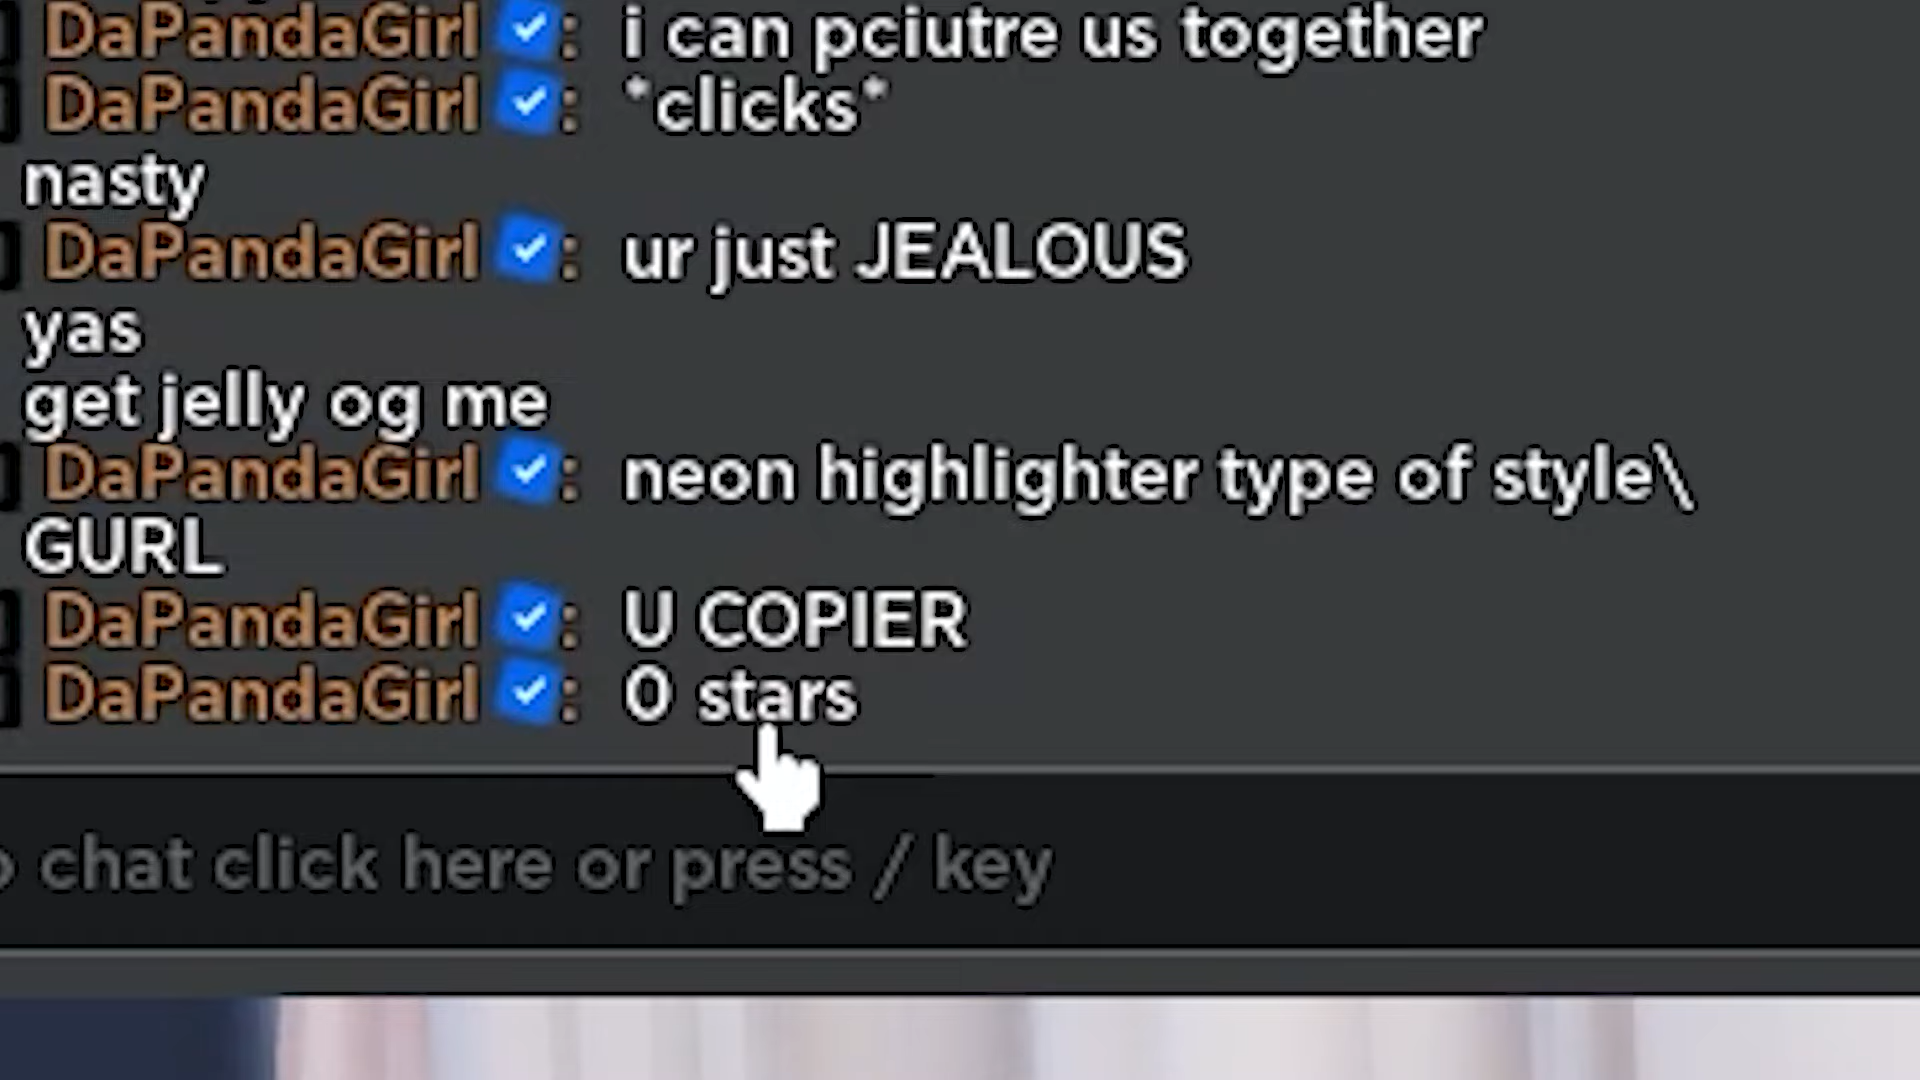 DaPandaGirl: i can pciutre us together
DaPandaGirl: *clicks*
nasty
DaPandaGirl: ur just JEALOUS
yas
get jelly og me
DaPandaGirl: neon highlighter type of style\
GURL
DaPandaGirl: U COPIER
DaPandaGirl: 0 stars
chat click here or press / key